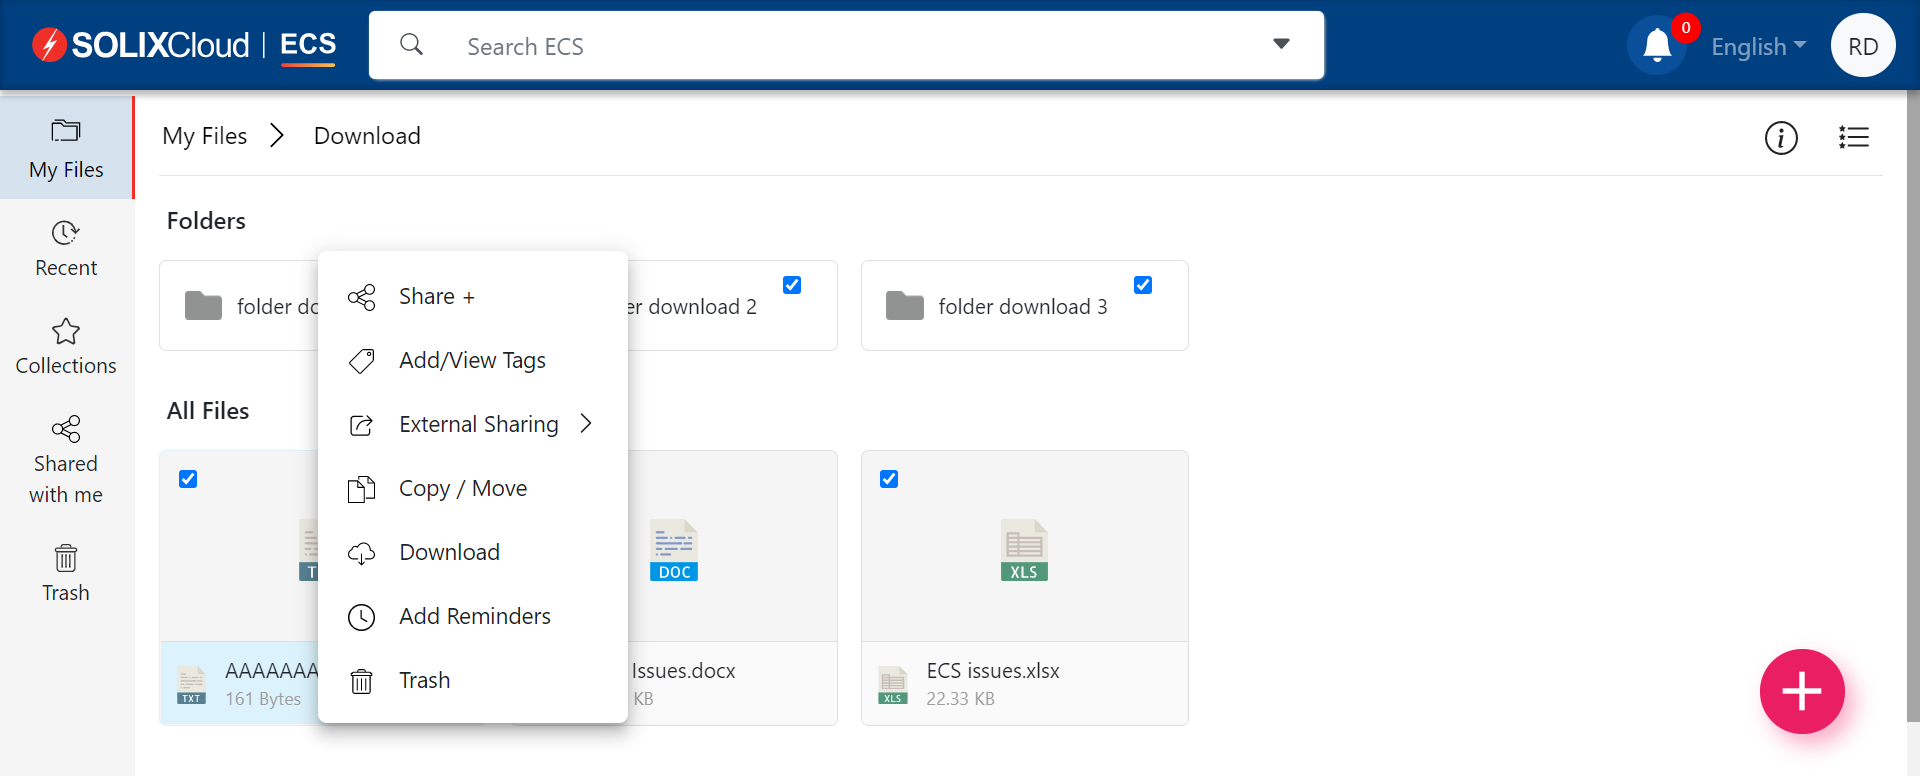 SOLIXCloud | ECS
Search ECS
0
English
RD
My Files
Recent
Collections
Shared
with me
Trash
My Files
Download
Folders
folder download 2
folder download 3
Share +
Add/View Tags
External Sharing
Copy / Move
Download
Add Reminders
Trash
All Files
DOC
XLS
TXT
AAAAAAA
161 Bytes
Issues.docx
KB
XLS
ECS issues.xlsx
22.33 KB